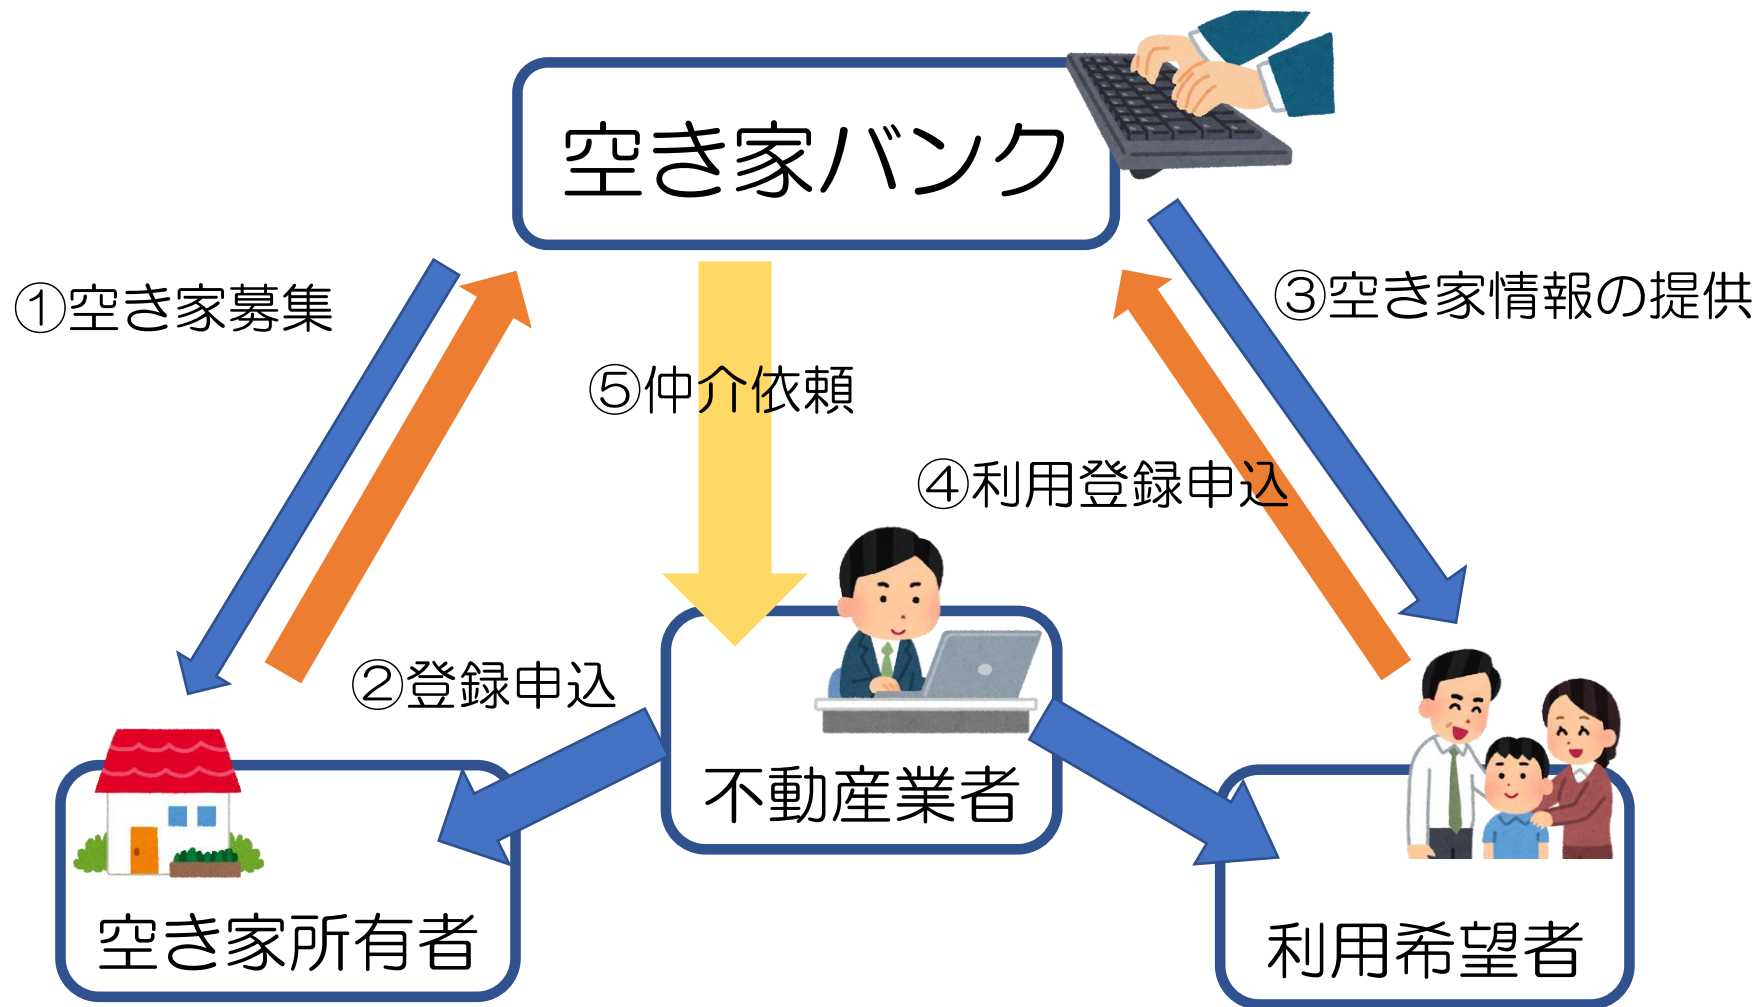 空き家バンク
①空き家募集
③空き家情報の提供
⑤仲介依頼
④利用登録申込
②登録申込
不動産業者
空き家所有者
利用希望者